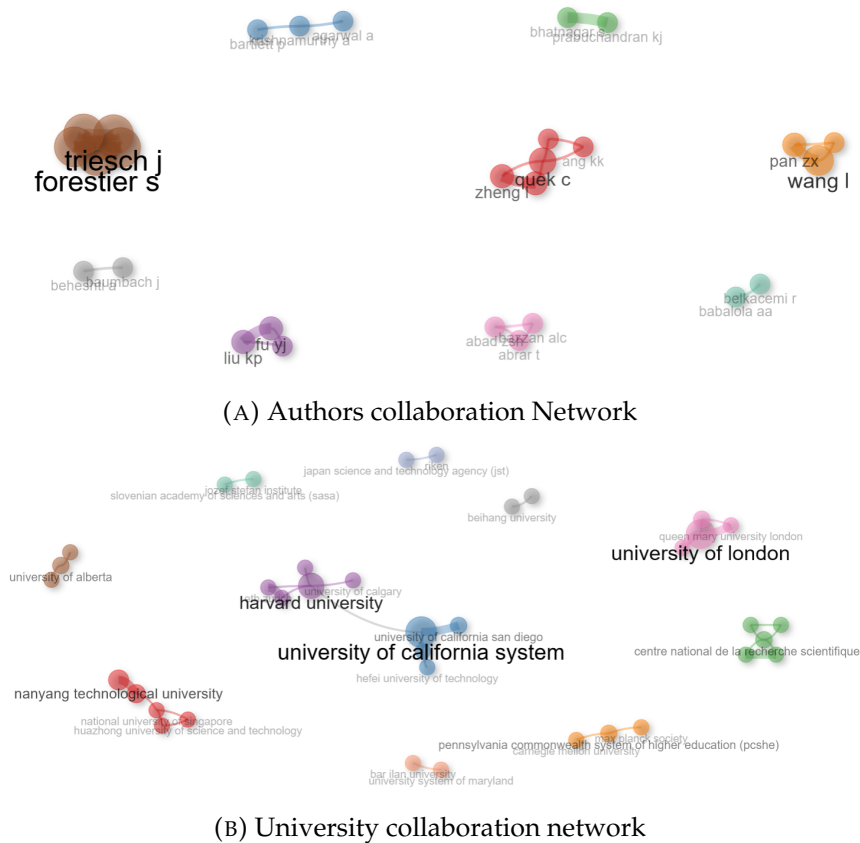 agarwal a
krishnamurthy a
bartlett p
bhatnagar s
prabuchandran kj
triesch j
forestier s
ang kk
quek c
zheng l
pan zx
wang l
baumbach j
beheshti a
belkacemi r
babalola aa
fu yj
liu kp
barzan alc
abad zsh
abrar t
(A) Authors collaboration Network
riken
japan science and technology agency (jst)
jozef stefan institute
slovenian academy of sciences and arts (sasa)
beihang university
queen mary university london
university of london
university of alberta
university of calgary
harvard university
university of california san diego
university of california system
centre national de la recherche scientifique
hefei university of technology
nanyang technological university
national university of singapore
huazhong university of science and technology
max planck society
pennsylvania commonwealth system of higher education (pcshe)
carnegie mellon university
bar ilan university
university system of maryland
(B) University collaboration network